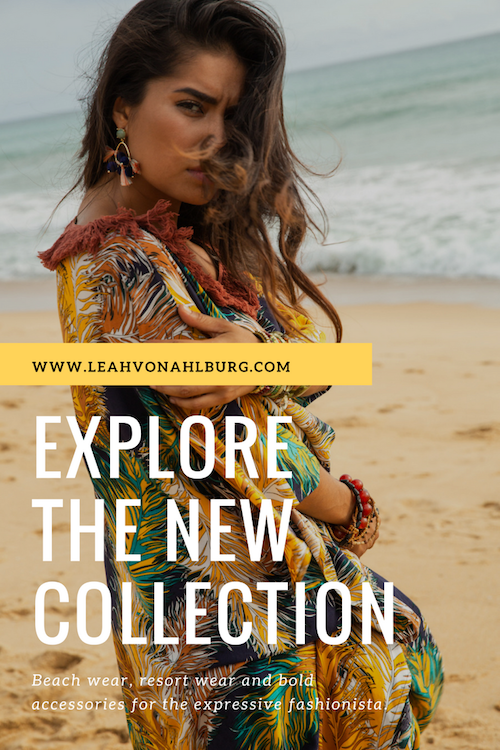 WWW.LEAHVONAHLBURG.COM
EXPLORE
THE NEW
COLLECTION
Beach wear, resort wear and bold
accessories for the expressive fashionista.